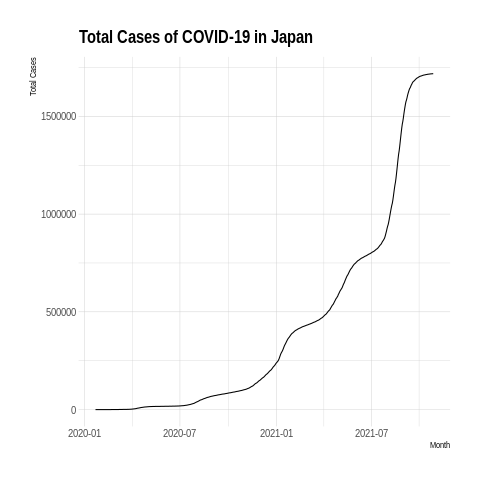 Total Cases of COVID-19 in Japan
Total Cases
1500000
1000000
500000
0
2020-01 2020-07 2021-01 2021-07
Month